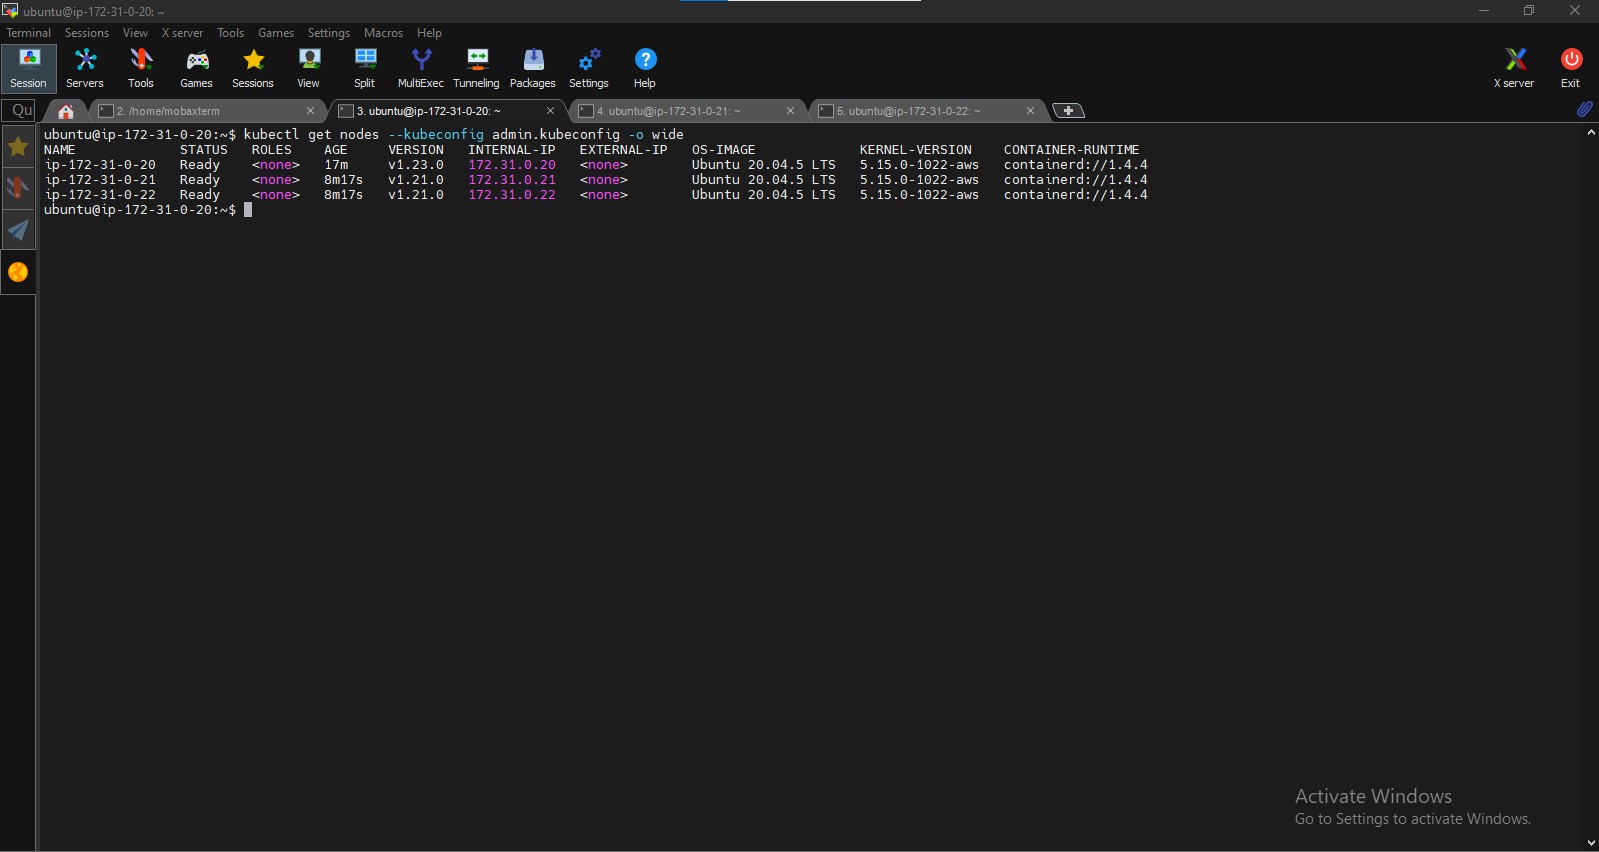 ubuntu@ip-172-31-0-20: ~
Terminal Sessions View X server Tools Games Settings Macros Help
Session Servers Tools Games Sessions View Split MultiExec Tunneling Packages Settings Help X server Exit
Qu 2. /home/mobaxterm 3. ubuntu@ip-172-31-0-20: ~ 4. ubuntu@ip-172-31-0-21: ~ 5. ubuntu@ip-172-31-0-22: ~
ubuntu@ip-172-31-0-20:~$ kubectl get nodes --kubeconfig admin.kubeconfig -o wide
NAME STATUS ROLES AGE VERSION INTERNAL-IP EXTERNAL-IP OS-IMAGE KERNEL-VERSION CONTAINER-RUNTIME
ip-172-31-0-20 Ready <none> 17m v1.23.0 172.31.0.20 <none> Ubuntu 20.04.5 LTS 5.15.0-1022-aws containerd://1.4.4
ip-172-31-0-21 Ready <none> 8m17s v1.21.0 172.31.0.21 <none> Ubuntu 20.04.5 LTS 5.15.0-1022-aws containerd://1.4.4
ip-172-31-0-22 Ready <none> 8m17s v1.21.0 172.31.0.22 <none> Ubuntu 20.04.5 LTS 5.15.0-1022-aws containerd://1.4.4
ubuntu@ip-172-31-0-20:~$
Activate Windows
Go to Settings to activate Windows.